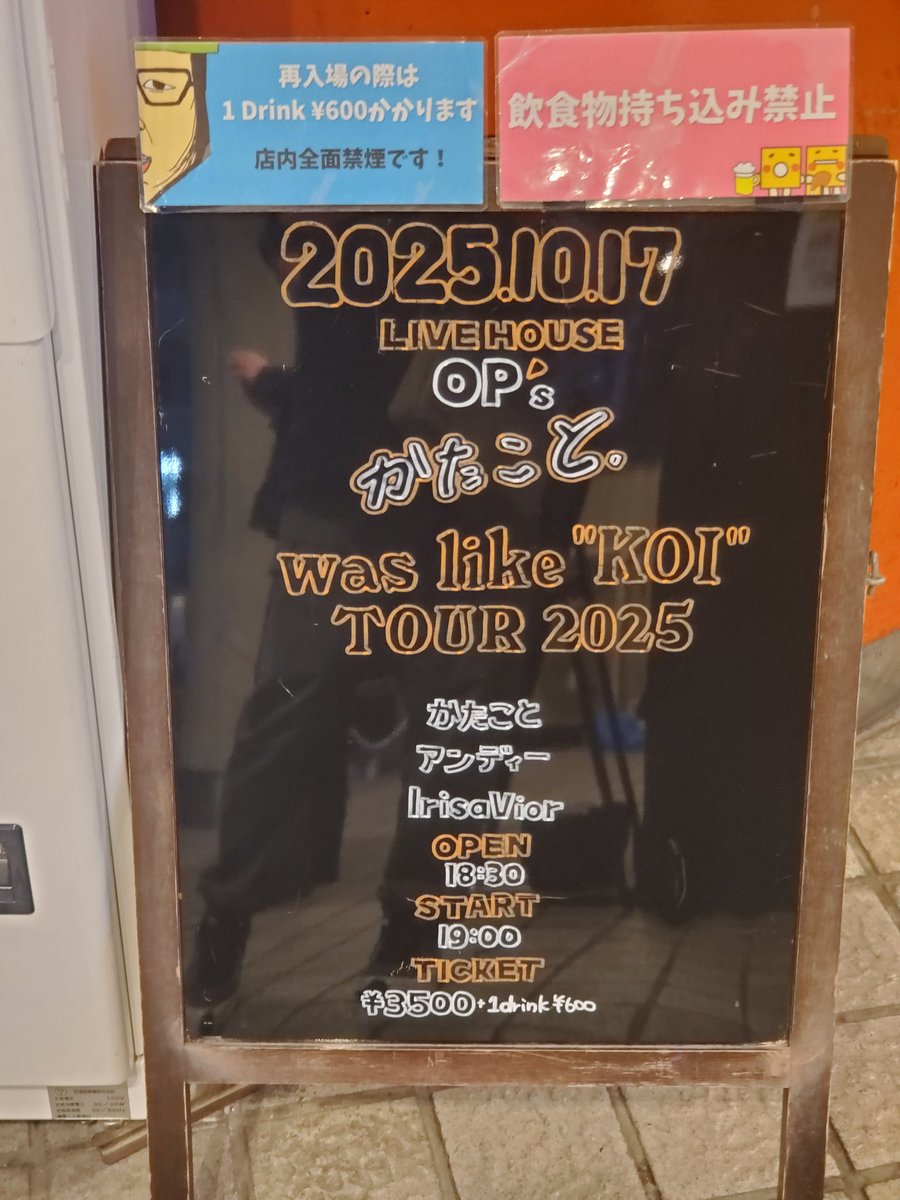 再入場の際は
1 Drink ¥600かかります
店内全面禁煙です！
飲食物持ち込み禁止
2025.10.17
LIVE HOUSE
OP's
かたこと。
was like "KOI"
TOUR 2025
かたこと
アンディー
IrisaVior
OPEN
18:30
START
19:00
TICKET
¥3500+1drink¥600